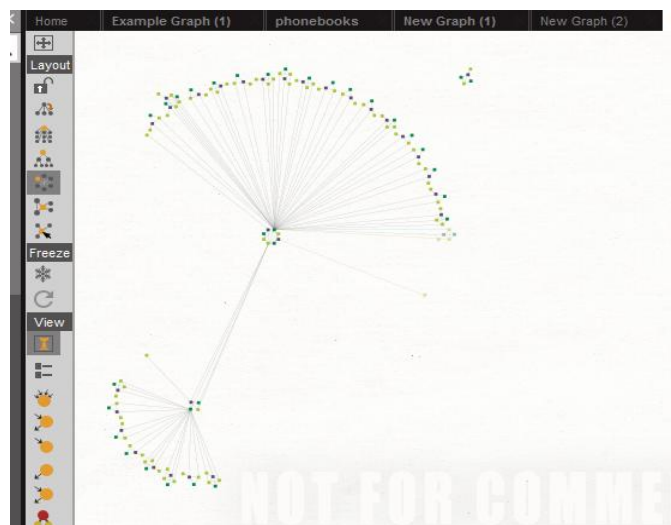 Home Example Graph (1) phonebooks New Graph (1) New Graph (2)
Layout
Freeze
View
NOT FOR COMME